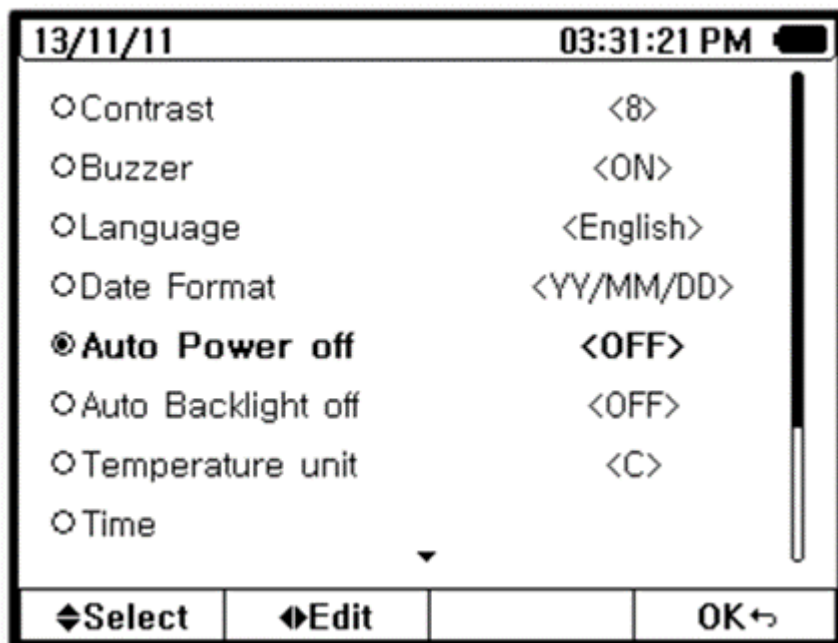 13/11/11 03:31:21 PM
Contrast <8>
Buzzer <ON>
Language <English>
Date Format <YY/MM/DD>
Auto Power off <OFF>
Auto Backlight off <OFF>
Temperature unit <C>
Time
Select Edit OK